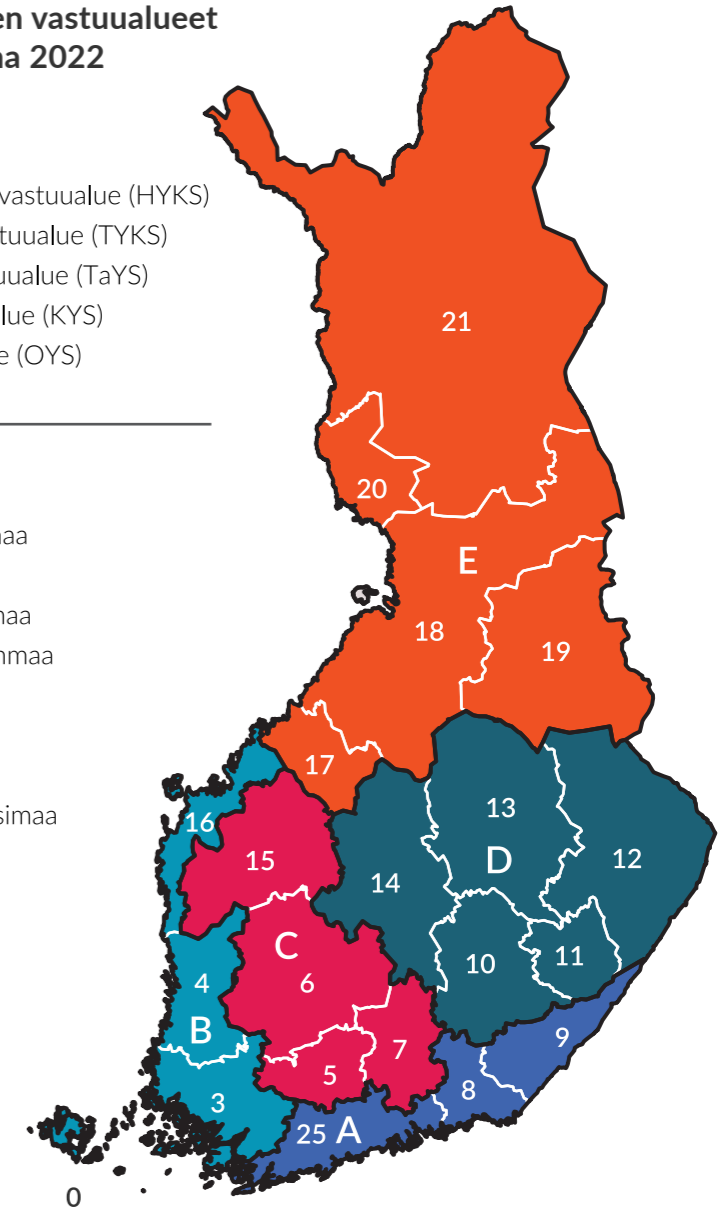 en vastuualueet
na 2022
vastuualue (HYKS)
tuualue (TYKS)
uualue (TaYS)
lue (KYS)
e (OYS)
naa
naa
nmaa
simaa
21
20
E
18
19
17
16
15
13
D
12
14
C
6
10
11
4
B
9
7
5
8
3
25 A
0